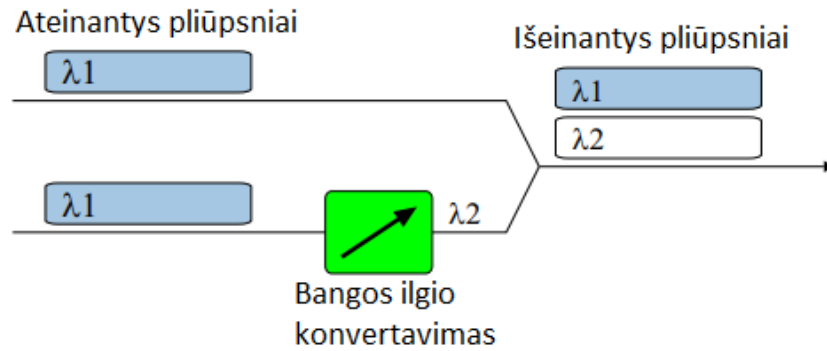 Ateinantys pliūpsniai
Išeinantys pliūpsniai
λ1
λ1
λ2
λ1
λ2
Bangos ilgio
konvertavimas